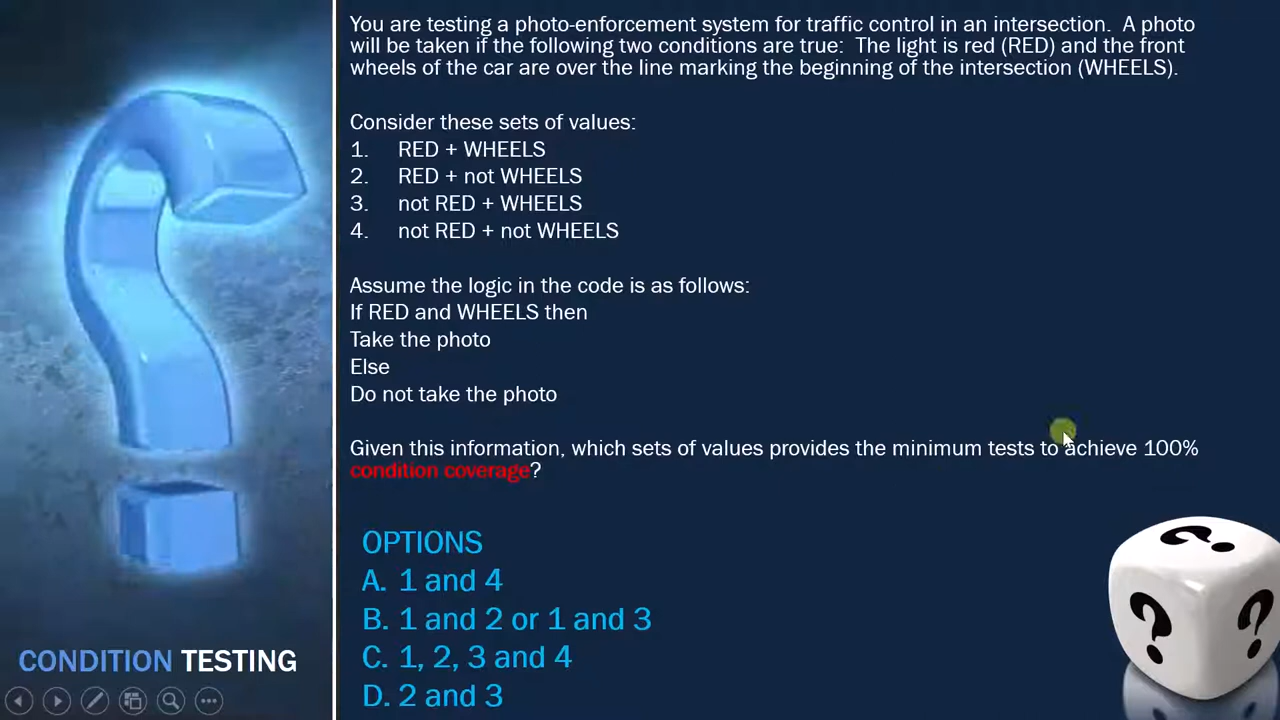 You are testing a photo-enforcement system for traffic control in an intersection.  A photo
will be taken if the following two conditions are true:  The light is red (RED) and the front
wheels of the car are over the line marking the beginning of the intersection (WHEELS).
Consider these sets of values:
1. RED + WHEELS
2. RED + not WHEELS
3. not RED + WHEELS
4. not RED + not WHEELS
Assume the logic in the code is as follows:
If RED and WHEELS then
Take the photo
Else
Do not take the photo
Given this information, which sets of values provides the minimum tests to achieve 100%
condition coverage?
OPTIONS
A. 1 and 4
B. 1 and 2 or 1 and 3
C. 1, 2, 3 and 4
D. 2 and 3
CONDITION TESTING